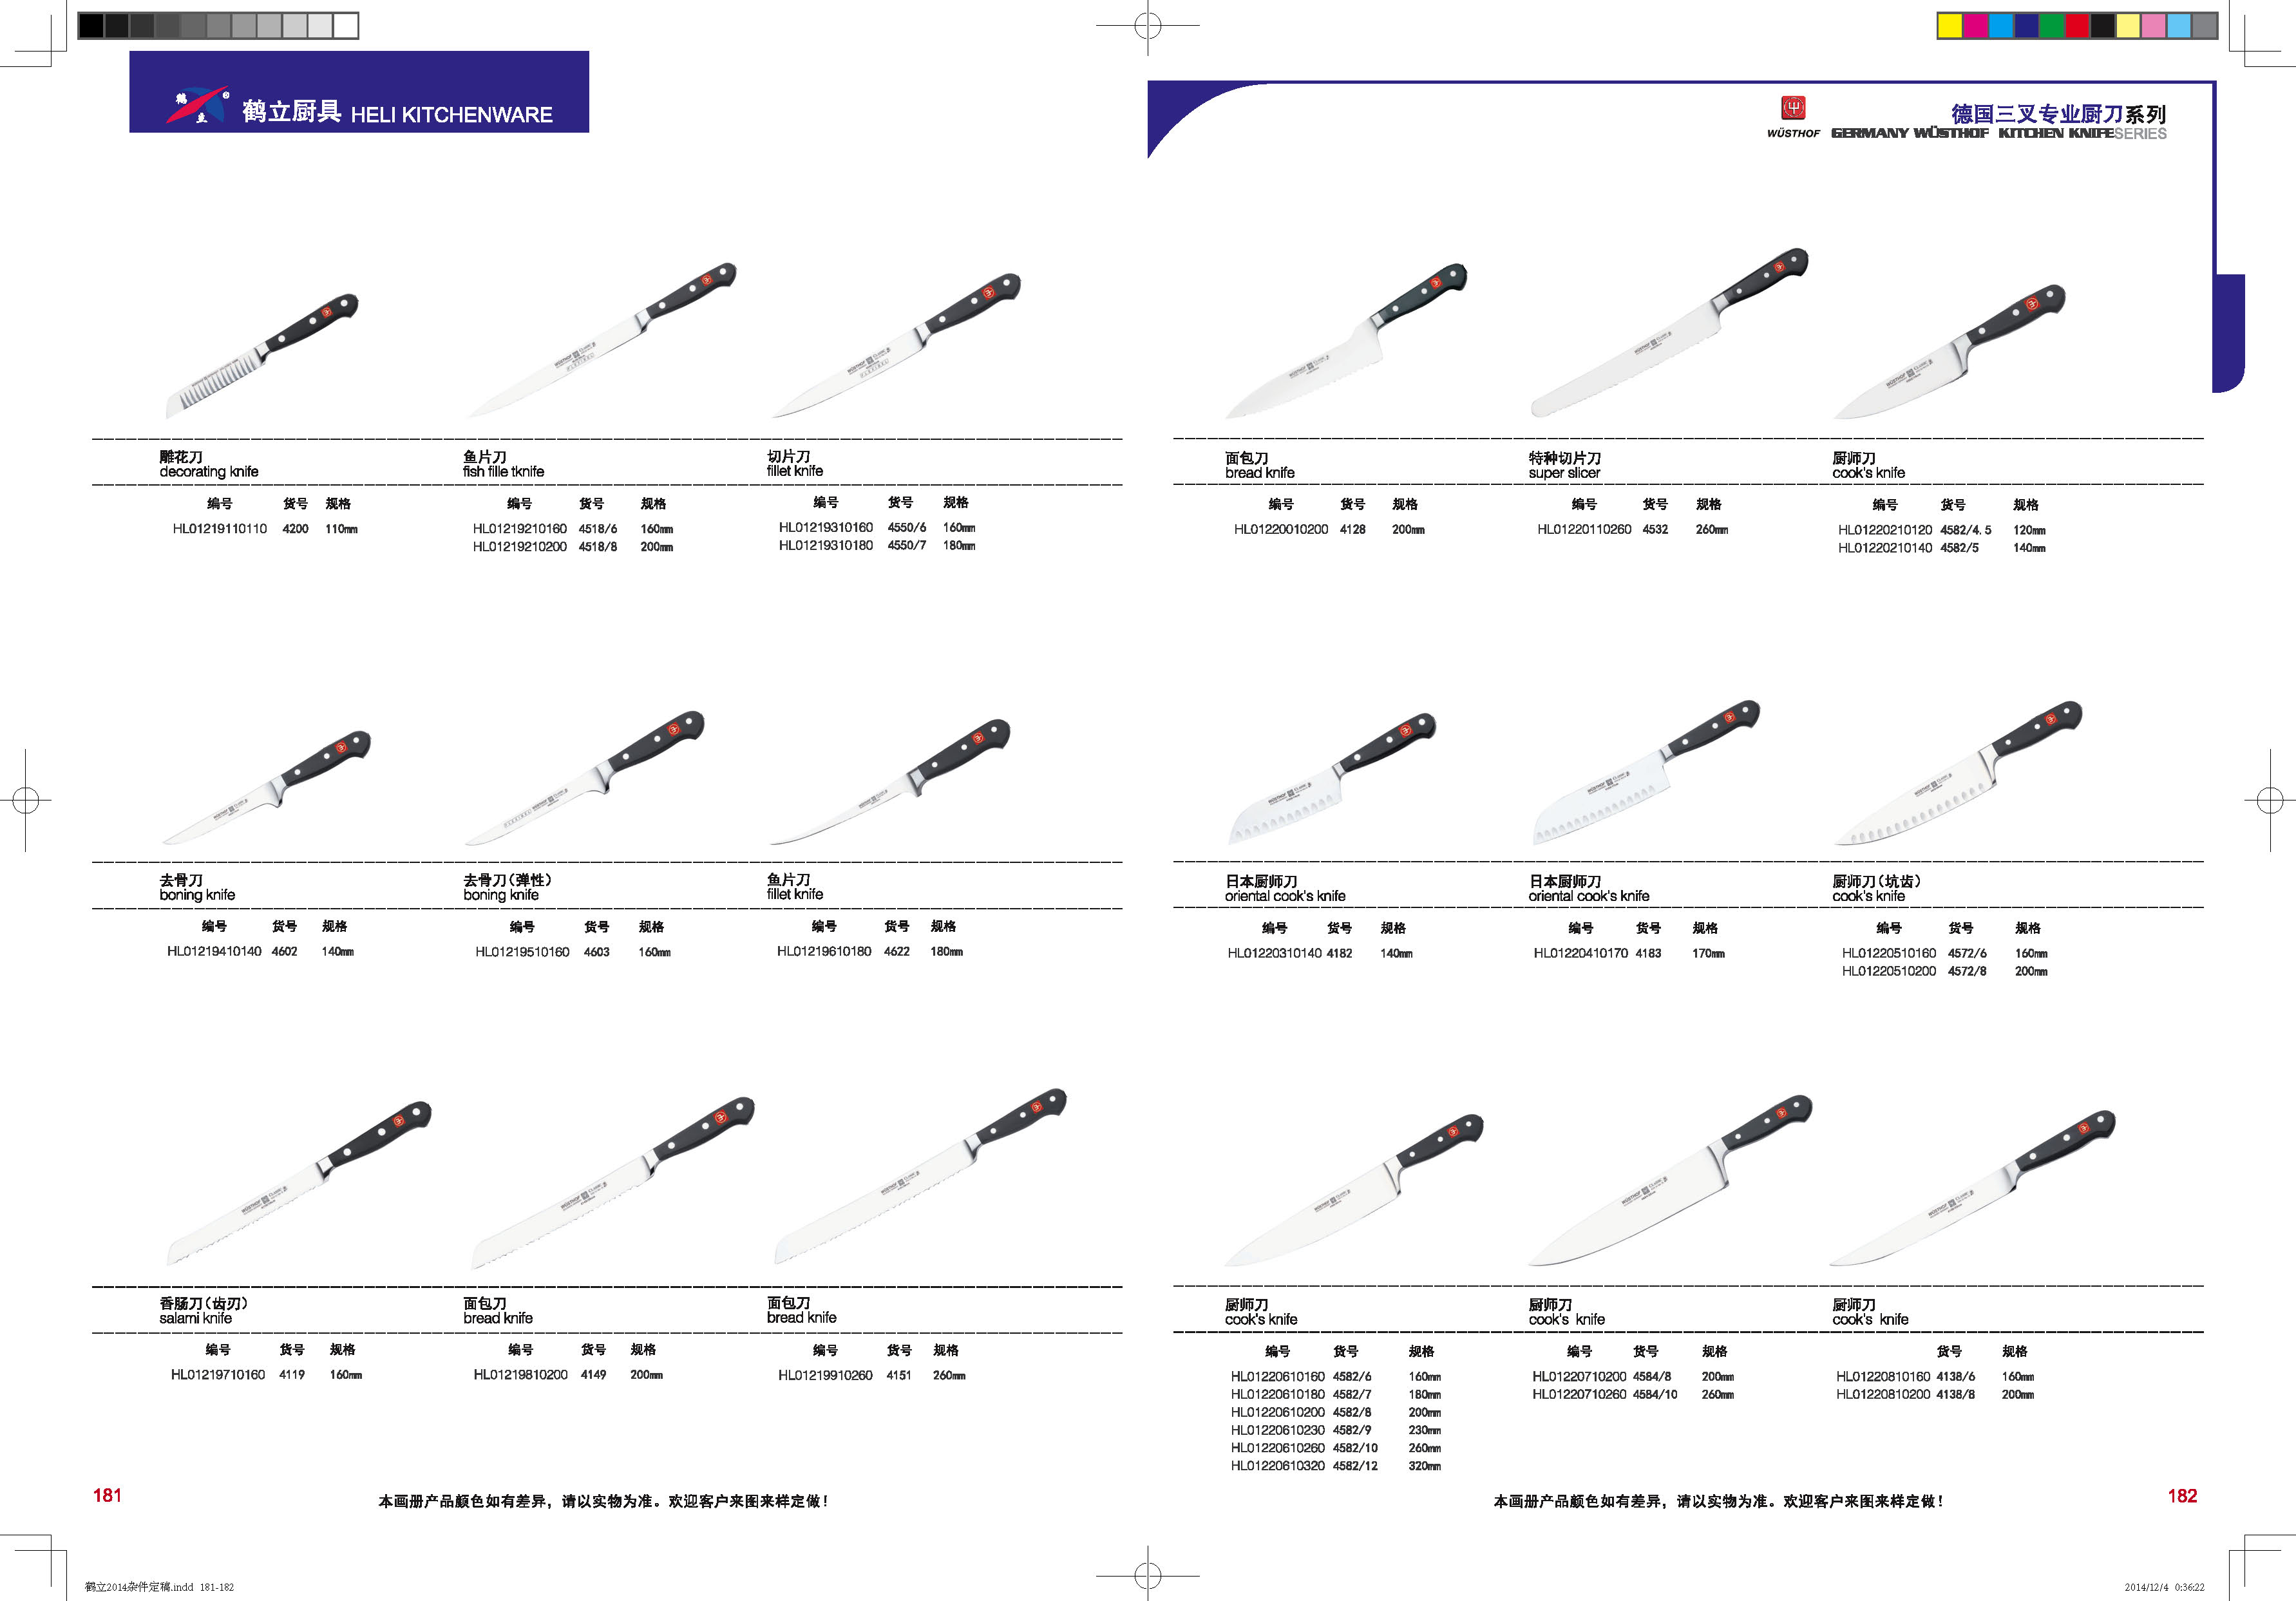 鹤立厨具 HELI KITCHENWARE
鹤
立
德国三叉专业厨刀系列
WÜSTHOF GERMANY WÜSTHOF KITCHEN KNIFESERIES
雕花刀
decorating knife
编号 货号 规格
HL01219110110 4200 110mm
鱼片刀
fish fille tknife
编号 货号 规格
HL01219210160 4518/6 160mm
HL01219210200 4518/8 200mm
切片刀
fillet knife
编号 货号 规格
HL01219310160 4550/6 160mm
HL01219310180 4550/7 180mm
去骨刀
boning knife
编号 货号 规格
HL01219410140 4602 140mm
去骨刀(弹性)
boning knife
编号 货号 规格
HL01219510160 4603 160mm
鱼片刀
fillet knife
编号 货号 规格
HL01219610180 4622 180mm
香肠刀(齿刃)
salami knife
编号 货号 规格
HL01219710160 4119 160mm
面包刀
bread knife
编号 货号 规格
HL01219810200 4149 200mm
面包刀
bread knife
编号 货号 规格
HL01219910260 4151 260mm
181
本画册产品颜色如有差异，请以实物为准。欢迎客户来图来样定做！
面包刀
bread knife
编号 货号 规格
HL01220010200 4128 200mm
特种切片刀
super slicer
编号 货号 规格
HL01220110260 4532 260mm
厨师刀
cook's knife
编号 货号 规格
HL01220210120 4582/4.5 120mm
HL01220210140 4582/5 140mm
日本厨师刀
oriental cook's knife
编号 货号 规格
HL01220310140 4182 140mm
日本厨师刀
oriental cook's knife
编号 货号 规格
HL01220410170 4183 170mm
厨师刀(坑齿)
cook's knife
编号 货号 规格
HL01220510160 4572/6 160mm
HL01220510200 4572/8 200mm
厨师刀
cook's knife
编号 货号 规格
HL01220610160 4582/6 160mm
HL01220610180 4582/7 180mm
HL01220610200 4582/8 200mm
HL01220610230 4582/9 230mm
HL01220610260 4582/10 260mm
HL01220610320 4582/12 320mm
厨师刀
cook's knife
编号 货号 规格
HL01220710200 4584/8 200mm
HL01220710260 4584/10 260mm
厨师刀
cook's knife
货号 规格
HL01220810160 4138/6 160mm
HL01220810200 4138/8 200mm
本画册产品颜色如有差异，请以实物为准。欢迎客户来图来样定做！
182
鹤立2014杂件定稿.indd 181-182
2014/12/4 0:36:22